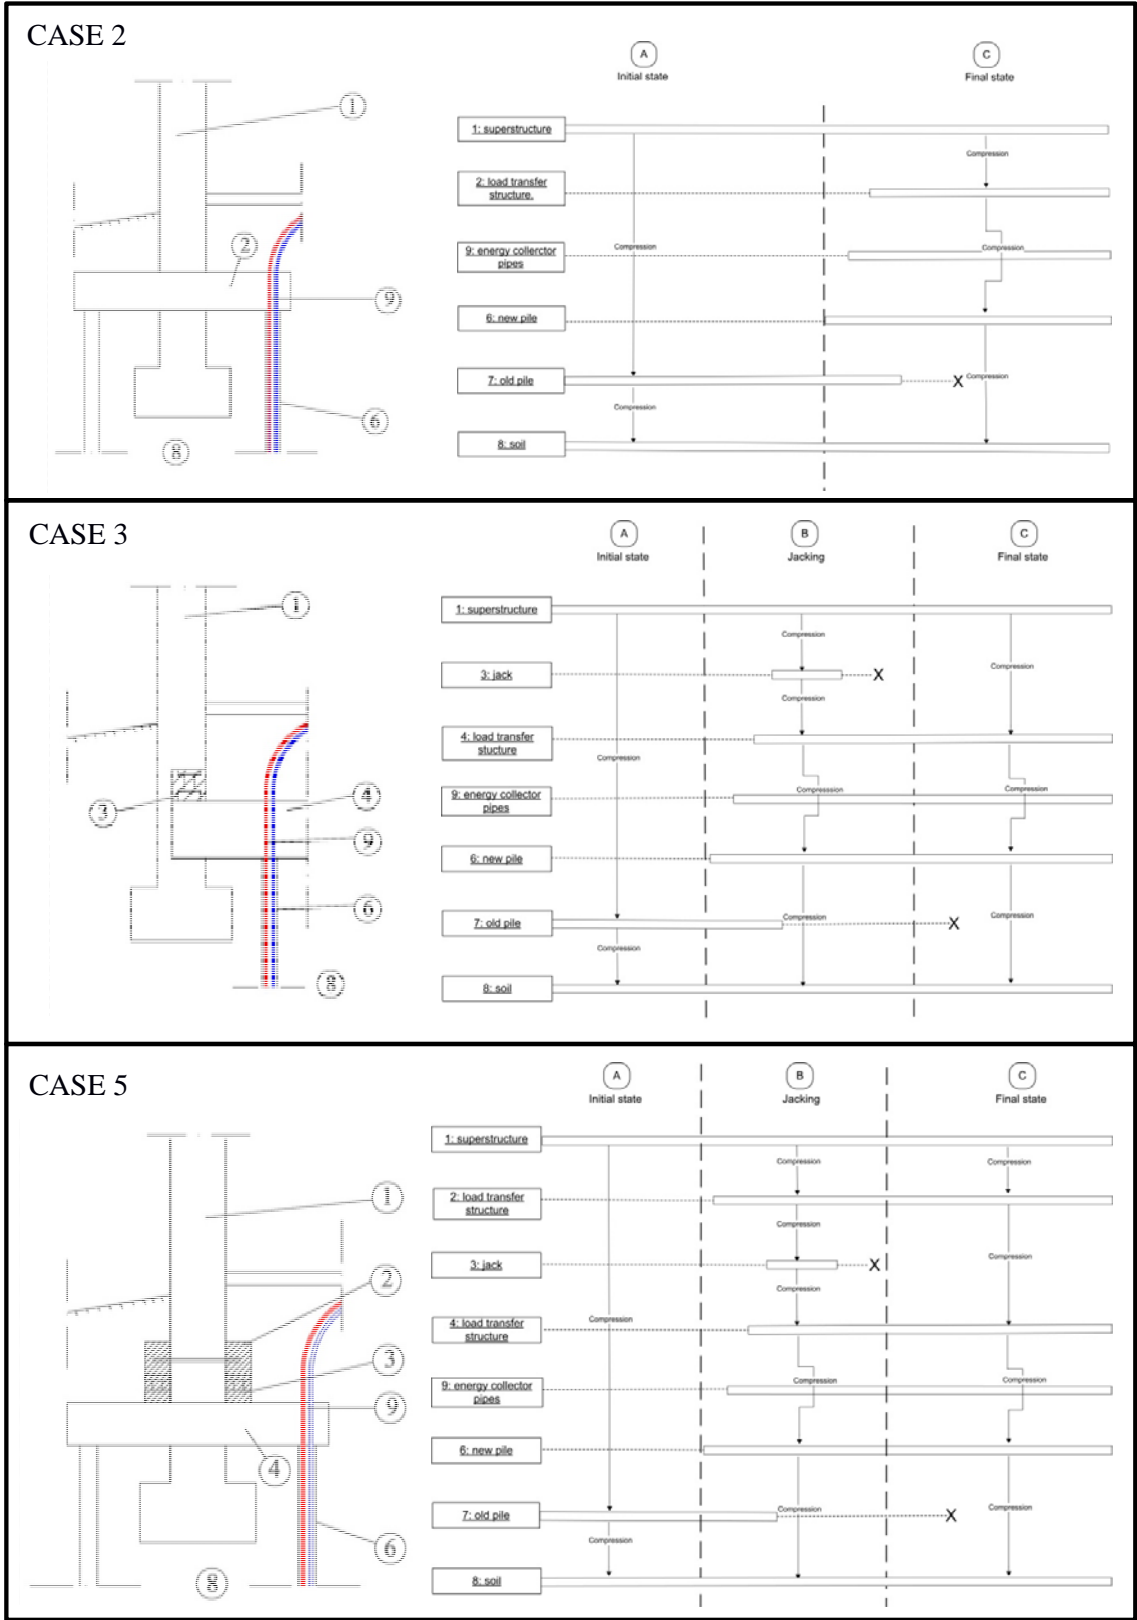 CASE 2
A
C
Initial state
Final state
1
1: superstructure
Compression
2: load transfer
structure.
2
Compression
9: energy collerctor
pipes
Compression
9
6: new pile
7: old pile
X
Compression
Compression
6
8
8: soil
CASE 3
A
B
C
Initial state
Jacking
Final state
1
1: superstructure
Compression
Compression
3: jack
X
Compression
4: load transfer
stucture
Compression
3
4
9: energy collector
pipes
Compresssion
Compression
9
6: new pile
6
7: old pile
X
Compression
Compression
Compression
8
8: soil
CASE 5
A
B
C
Initial state
Jacking
Final state
1: superstructure
Compression
Compression
1
2: load transfer
structure
Compression
Compression
2
3: jack
X
Compression
Compression
4: load transfer
structure
3
9: energy collector
pipes
Compression
Compression
9
6: new pile
4
7: old pile
X
Compression
Compression
Compression
6
8
8: soil